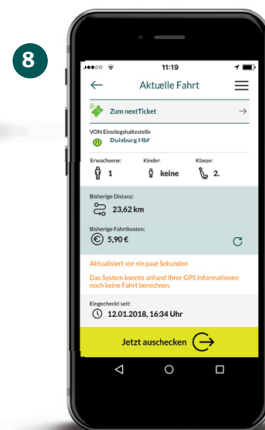 8
11:19
Aktuelle Fahrt
Zum nextTicket
VON Einstiegshaltestelle
H Duisburg Hbf
Erwachsene: Kinder Klasse:
1 keine 2.
Bisherige Distanz:
23,62 km
Bisherige Fahrtkosten:
€ 5,90 €
Aktualisiert vor ein paar Sekunden
Das System konnte anhand Ihrer GPS Informationen
noch keine Fahrt berechnen.
Eingecheckt seit:
12.01.2018, 16:34 Uhr
Jetzt auschecken